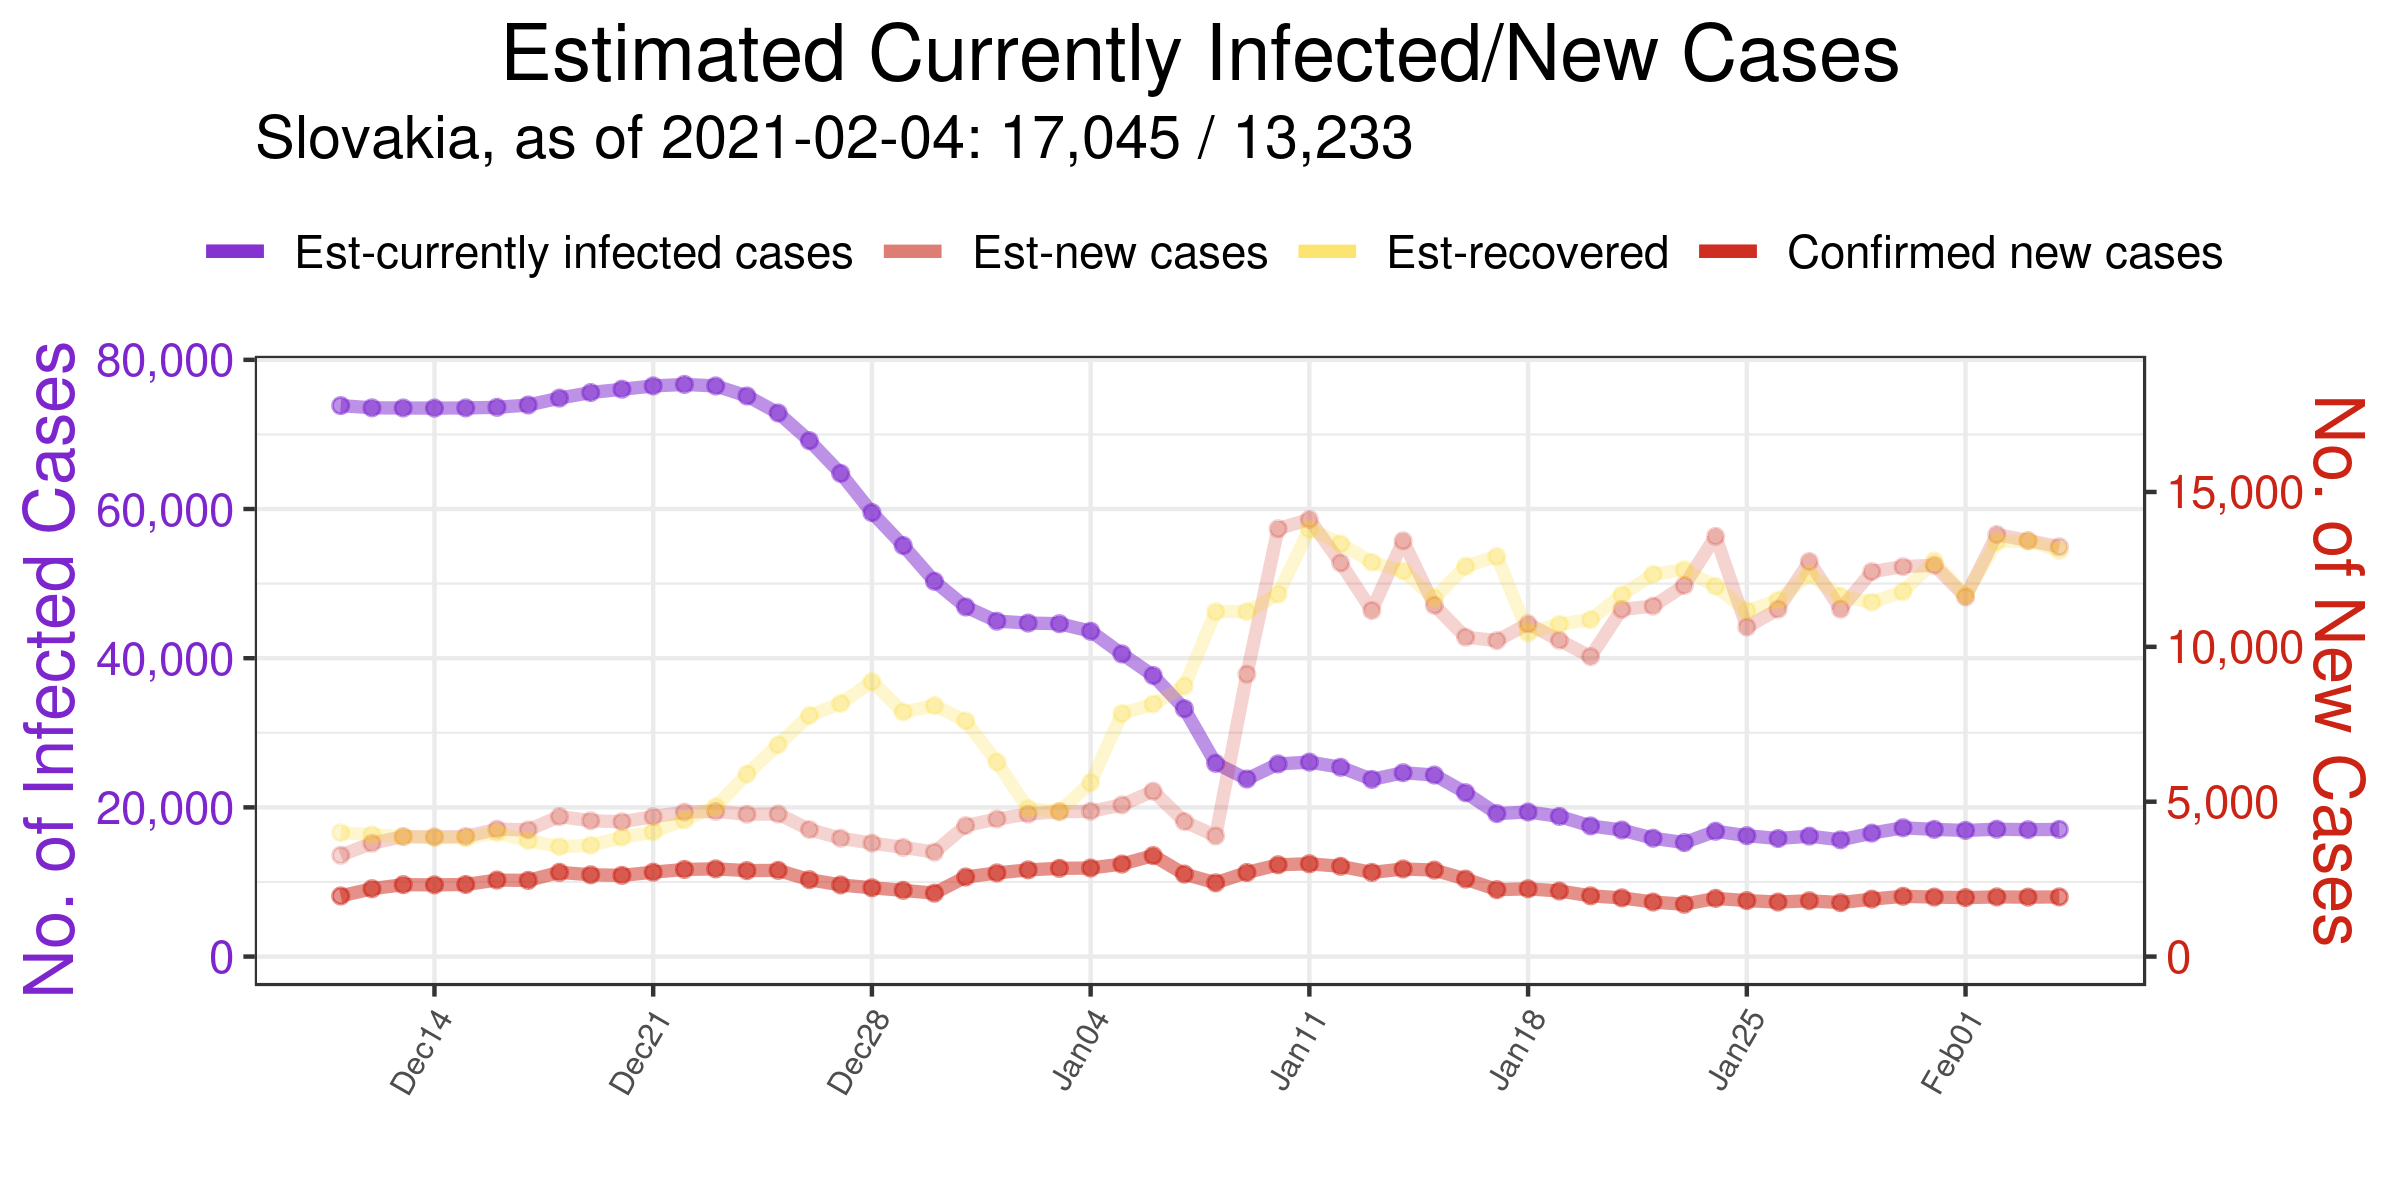 Estimated Currently Infected/New Cases
Slovakia, as of 2021-02-04: 17,045 / 13,233
Est-currently infected cases Est-new cases Est-recovered Confirmed new cases
No. of Infected Cases
80,000
60,000
40,000
20,000
0
15,000
10,000
5,000
0
No. of New Cases
Dec14 Dec21 Dec28 Jan04 Jan11 Jan18 Jan25 Feb01